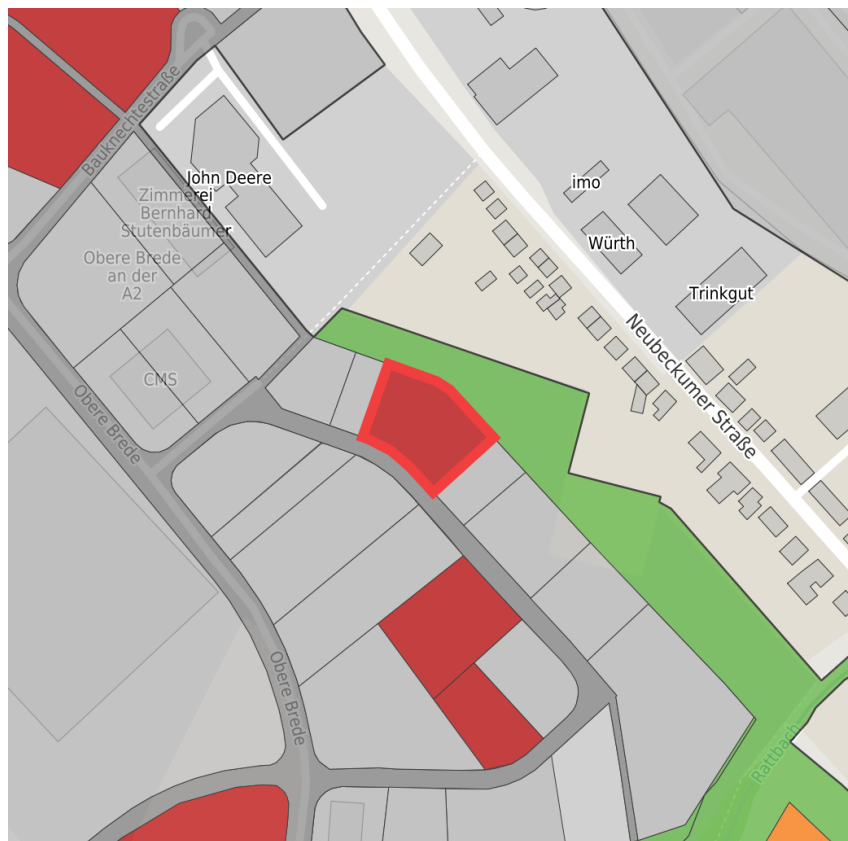 Bauknechtestraße
John Deere
Zimmerei
Bernhard
Stutenbäumer
Obere Brede
an der
A2
CMS
Obere Brede
Obere Brede
imo
Würth
Trinkgut
Neubeckumer Straße
Rattbach